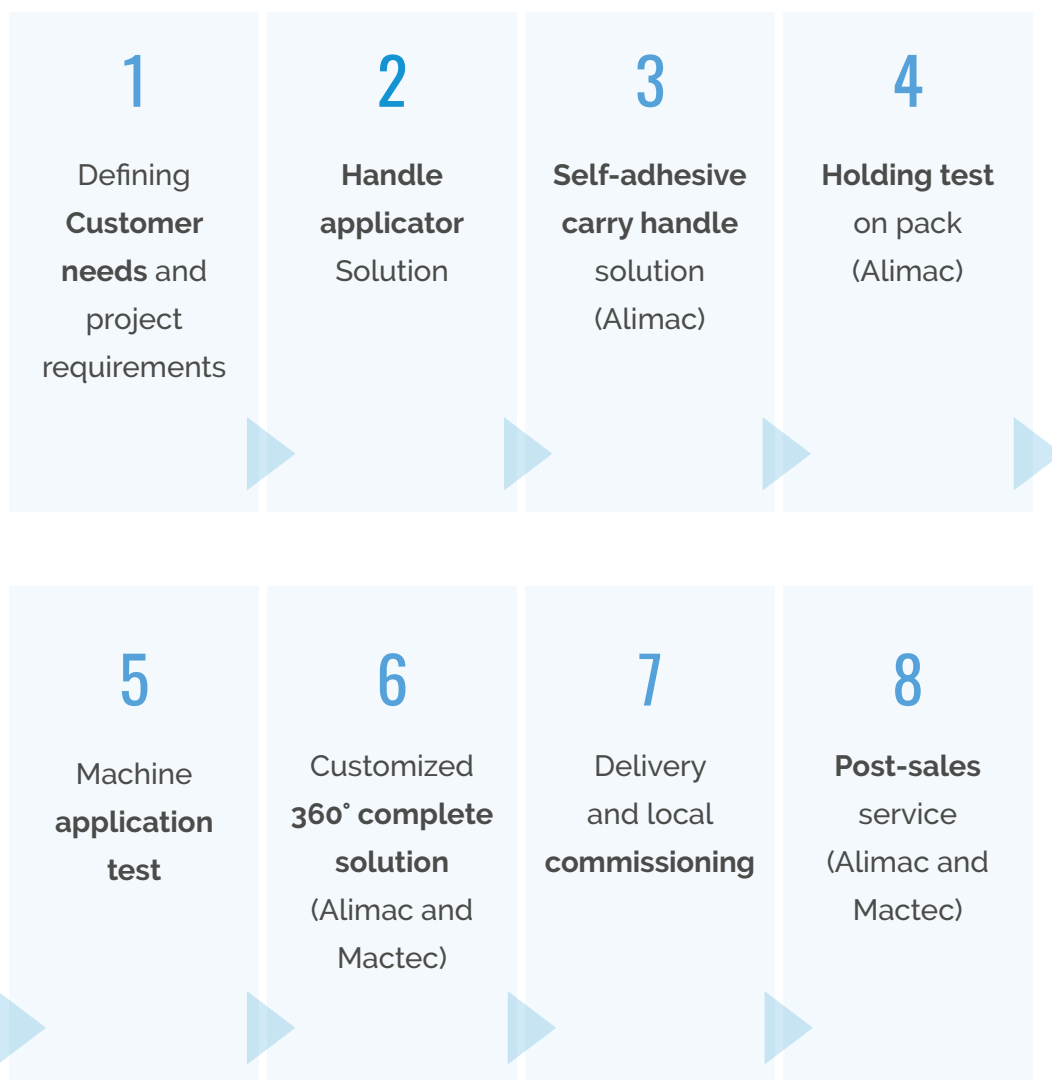 1
Defining
Customer
needs and
project
requirements
2
Handle
applicator
Solution
3
Self-adhesive
carry handle
solution
(Alimac)
4
Holding test
on pack
(Alimac)
5
Machine
application
test
6
Customized
360° complete
solution
(Alimac and
Mactec)
7
Delivery
and local
commissioning
8
Post-sales
service
(Alimac and
Mactec)